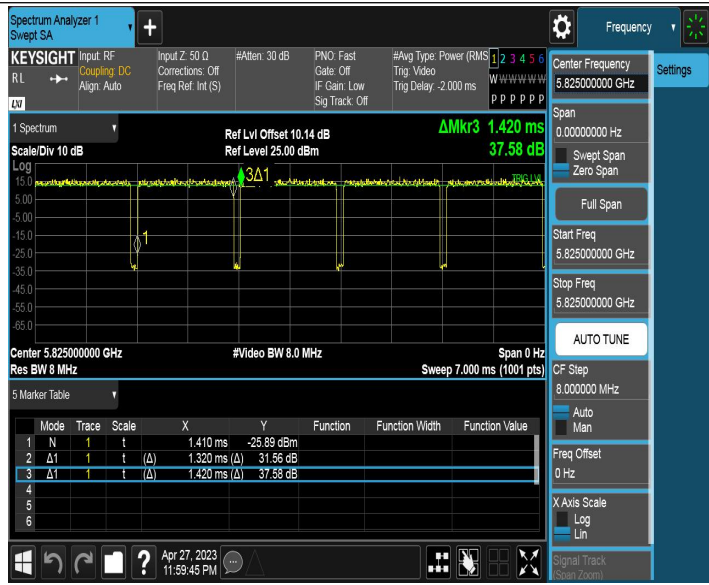 Spectrum Analyzer 1
Swept SA
Frequency
KEYSIGHT
RL
LXI
Input: RF
Coupling: DC
Align: Auto
Input Z: 50 Ω
Corrections: Off
Freq Ref: Int (S)
#Atten: 30 dB
PNO: Fast
Gate: Off
IF Gain: Low
Sig Track: Off
#Avg Type: Power (RMS
Trig: Video
Trig Delay: -2.000 ms
1 2 3 4 5 6
W W W W W W
P P P P P P
1 Spectrum
Scale/Div 10 dB
Ref Lvl Offset 10.14 dB
Ref Level 25.00 dBm
ΔMkr3 1.420 ms
37.58 dB
Log
15.0
5.00
-5.00
-15.0
-25.0
-35.0
-45.0
-55.0
-65.0
3Δ1
TRIG LVL
1
Center 5.825000000 GHz
#Video BW 8.0 MHz
Span 0 Hz
Res BW 8 MHz
Sweep 7.000 ms (1001 pts)
5 Marker Table
Mode Trace Scale X Y Function Function Width Function Value
1 N 1 t 1.410 ms -25.89 dBm
2 Δ1 1 t (Δ) 1.320 ms (Δ) 31.56 dB
3 Δ1 1 t (Δ) 1.420 ms (Δ) 37.58 dB
4
5
6
Apr 27, 2023
11:59:45 PM
Center Frequency
5.825000000 GHz
Settings
Span
0.00000000 Hz
Swept Span
Zero Span
Full Span
Start Freq
5.825000000 GHz
Stop Freq
5.825000000 GHz
AUTO TUNE
CF Step
8.000000 MHz
Auto
Man
Freq Offset
0 Hz
X Axis Scale
Log
Lin
Signal Track
(Span Zoom)